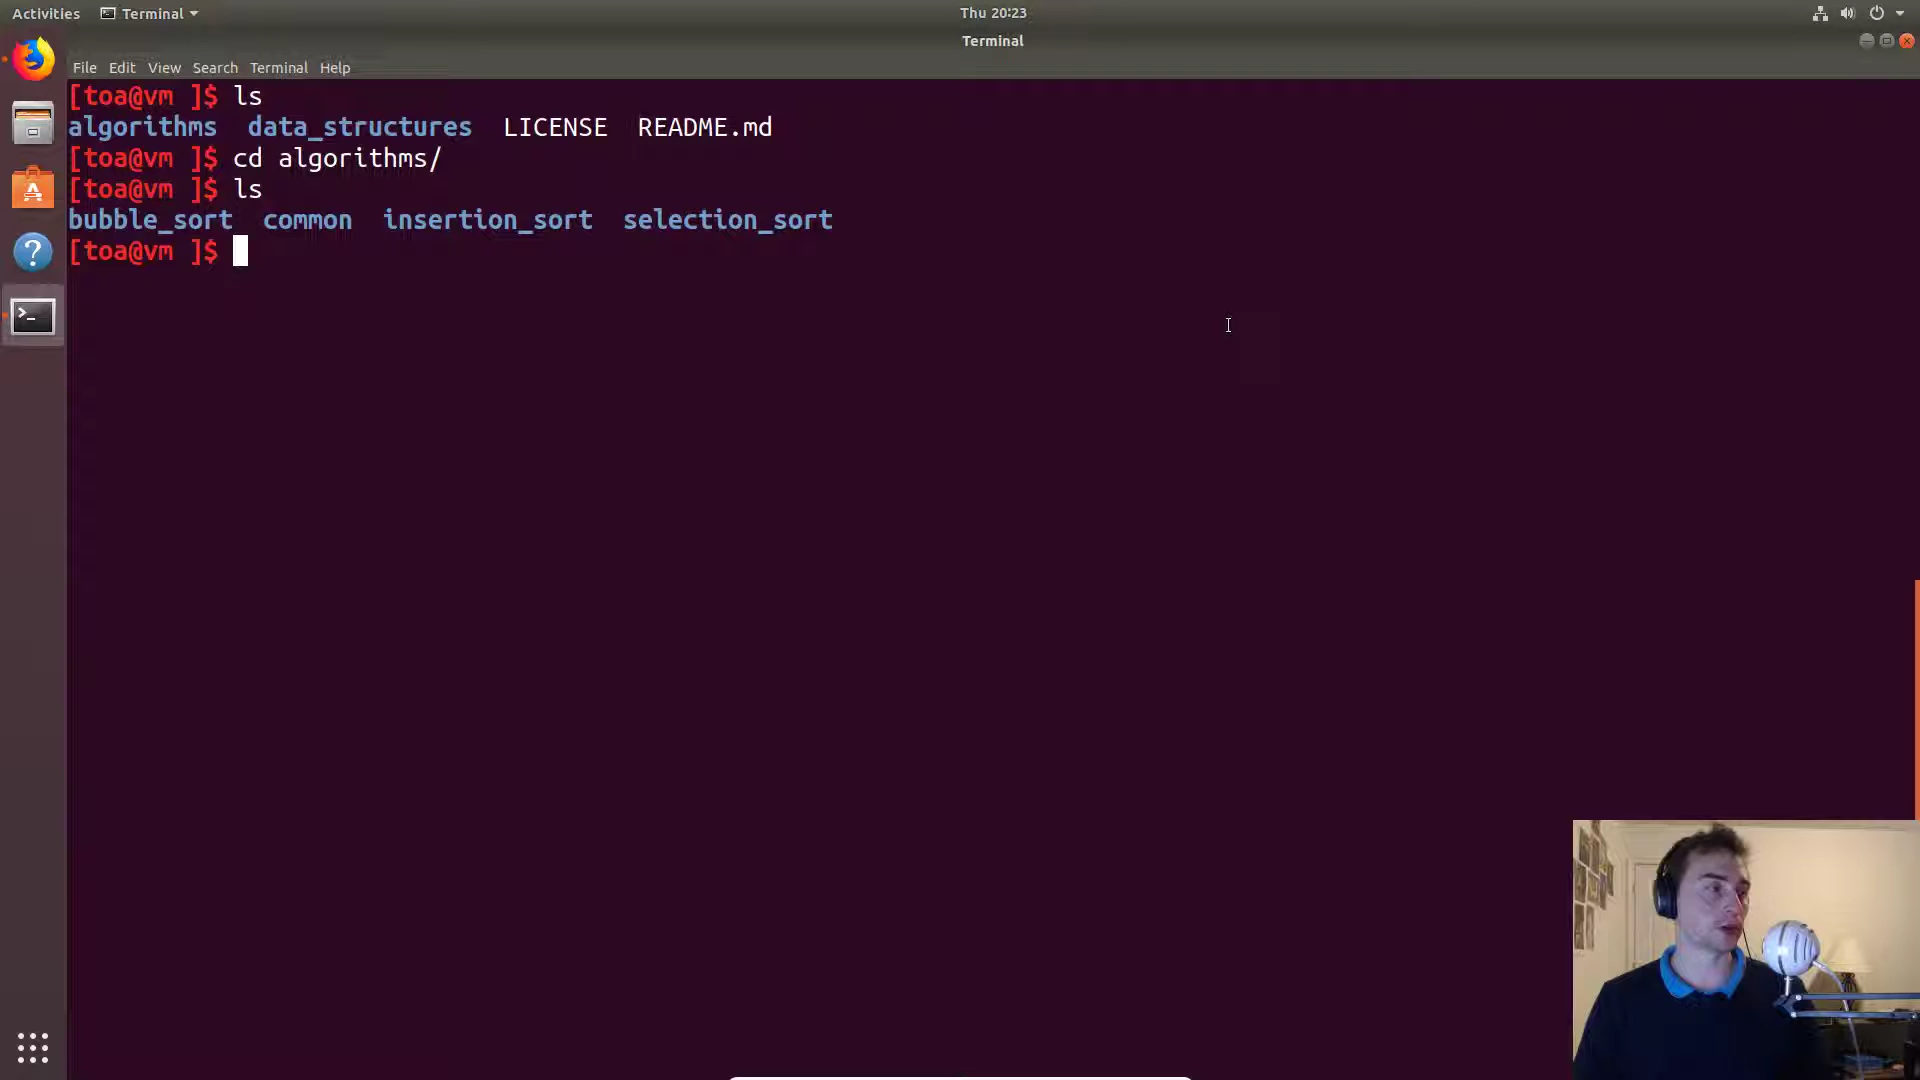 Activities Terminal Thu 20:23
Terminal
File Edit View Search Terminal Help
[toa@vm ]$ ls
algorithms data_structures LICENSE README.md
[toa@vm ]$ cd algorithms/
[toa@vm ]$ ls
bubble_sort common insertion_sort selection_sort
[toa@vm ]$